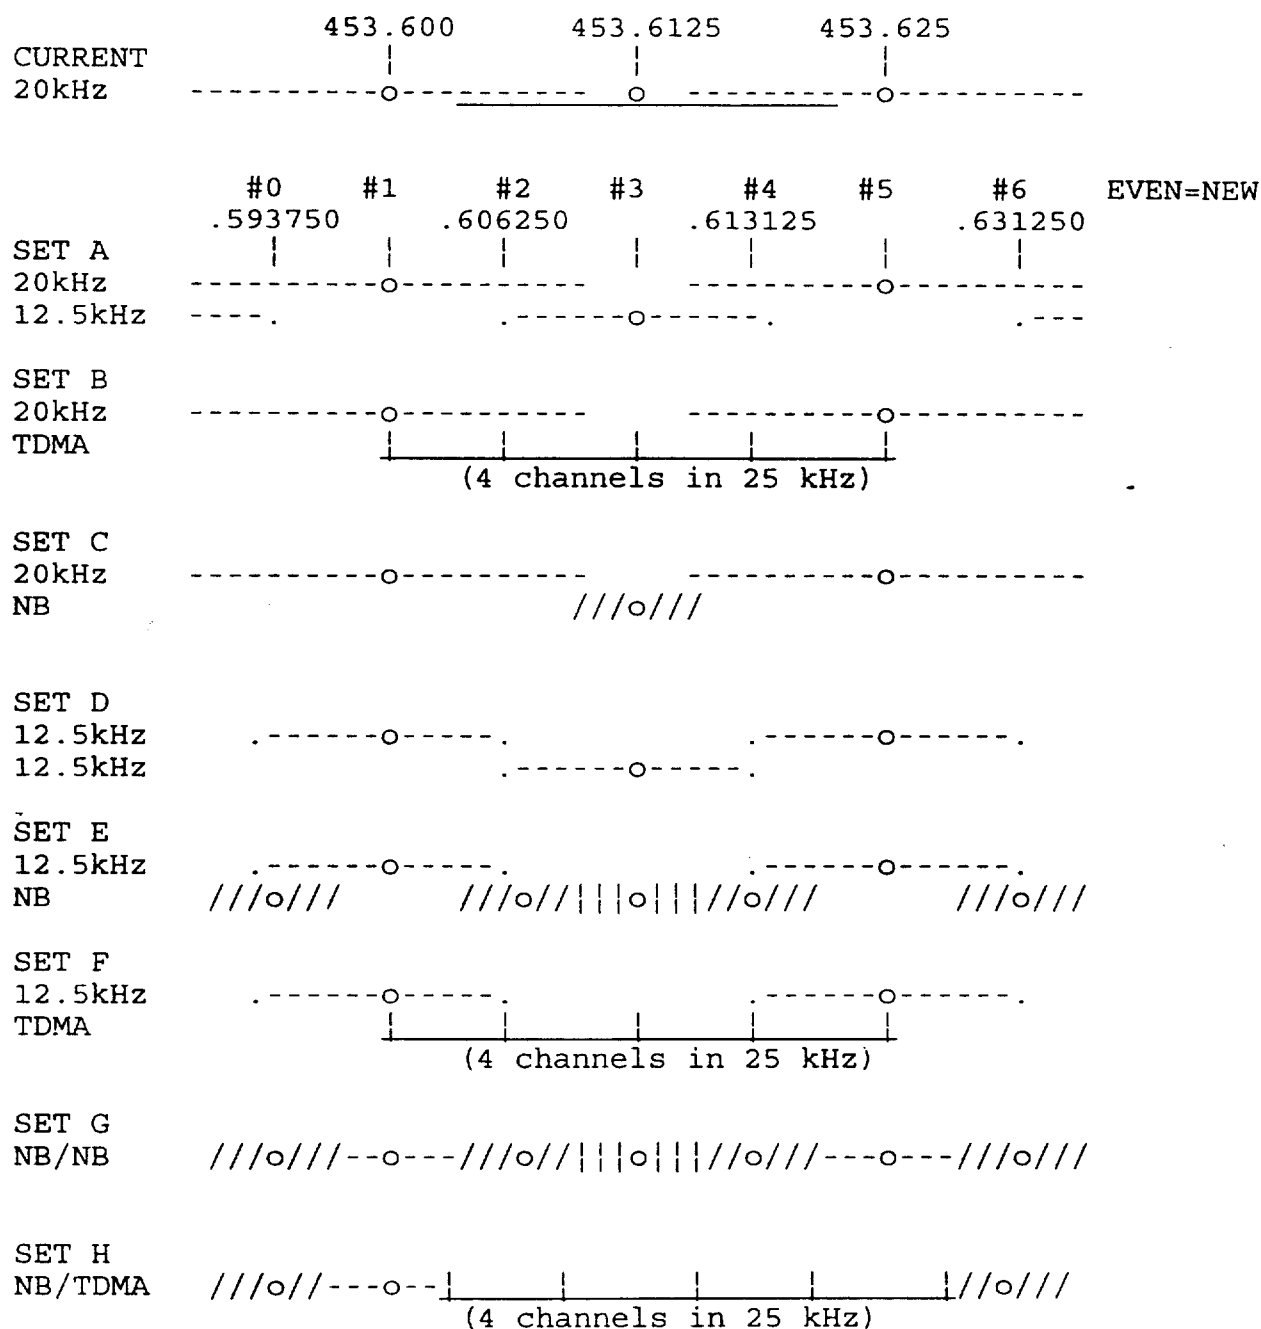 453.600 453.6125 453.625
CURRENT
20kHz
#0 #1 #2 #3 #4 #5 #6 EVEN=NEW
.593750 .606250 .613125 .631250
SET A
20kHz
12.5kHz
SET B
20kHz
TDMA
(4 channels in 25 kHz)
SET C
20kHz
NB
SET D
12.5kHz
12.5kHz
SET E
12.5kHz
NB
SET F
12.5kHz
TDMA
(4 channels in 25 kHz)
SET G
NB/NB
SET H
NB/TDMA
(4 channels in 25 kHz)